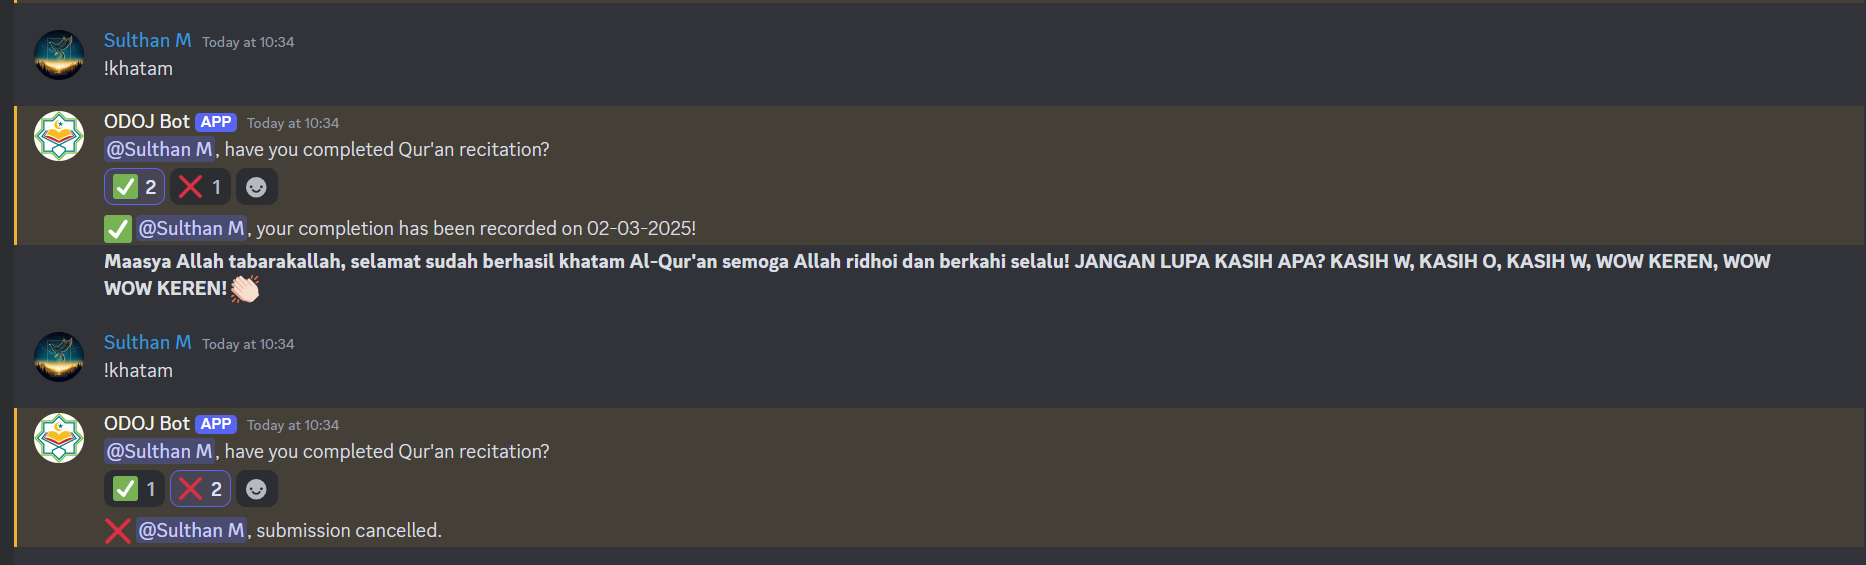 Sulthan M Today at 10:34
!khatam
ODOJ Bot APP Today at 10:34
@Sulthan M, have you completed Qur'an recitation?
✅ 2 ❌ 1
✅ @Sulthan M, your completion has been recorded on 02-03-2025!
Maasya Allah tabarakallah, selamat sudah berhasil khatam Al-Qur'an semoga Allah ridhoi dan berkahi selalu! JANGAN LUPA KASIH APA? KASIH W, KASIH O, KASIH W, WOW KEREN, WOW
WOW KEREN! 👏🏻
Sulthan M Today at 10:34
!khatam
ODOJ Bot APP Today at 10:34
@Sulthan M, have you completed Qur'an recitation?
✅ 1 ❌ 2
❌ @Sulthan M, submission cancelled.